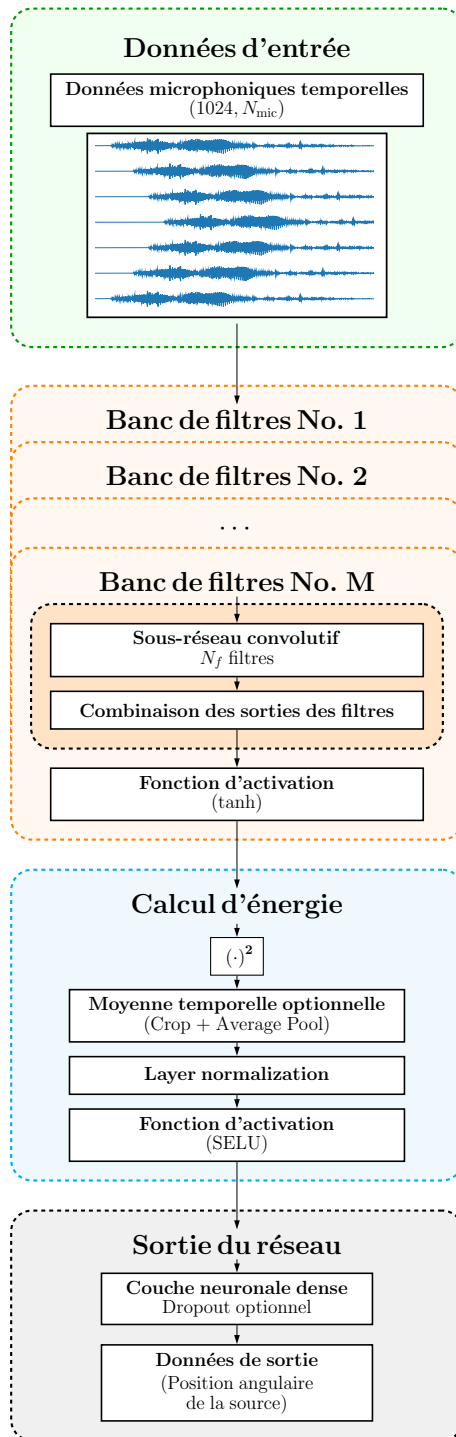 Données d'entrée
Données microphoniques temporelles
(1024, N_mic)
Banc de filtres No. 1
Banc de filtres No. 2
...
Banc de filtres No. M
Sous-réseau convolutif
N_f filtres
Combinaison des sorties des filtres
Fonction d'activation
(tanh)
Calcul d'énergie
(·)²
Moyenne temporelle optionnelle
(Crop + Average Pool)
Layer normalization
Fonction d'activation
(SELU)
Sortie du réseau
Couche neuronale dense
Dropout optionnel
Données de sortie
(Position angulaire
de la source)